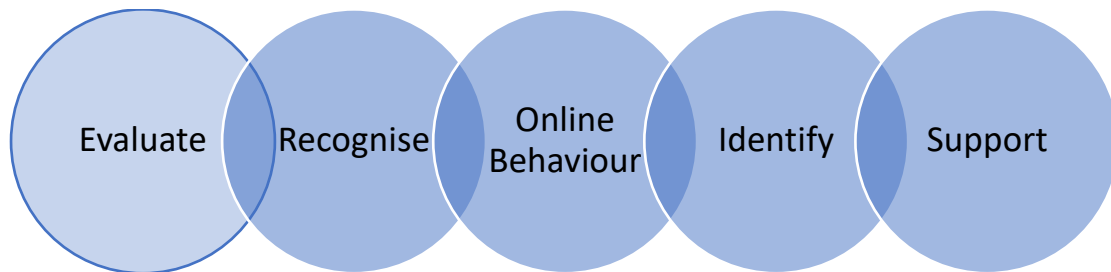 Evaluate
Recognise
Online
Behaviour
Identify
Support